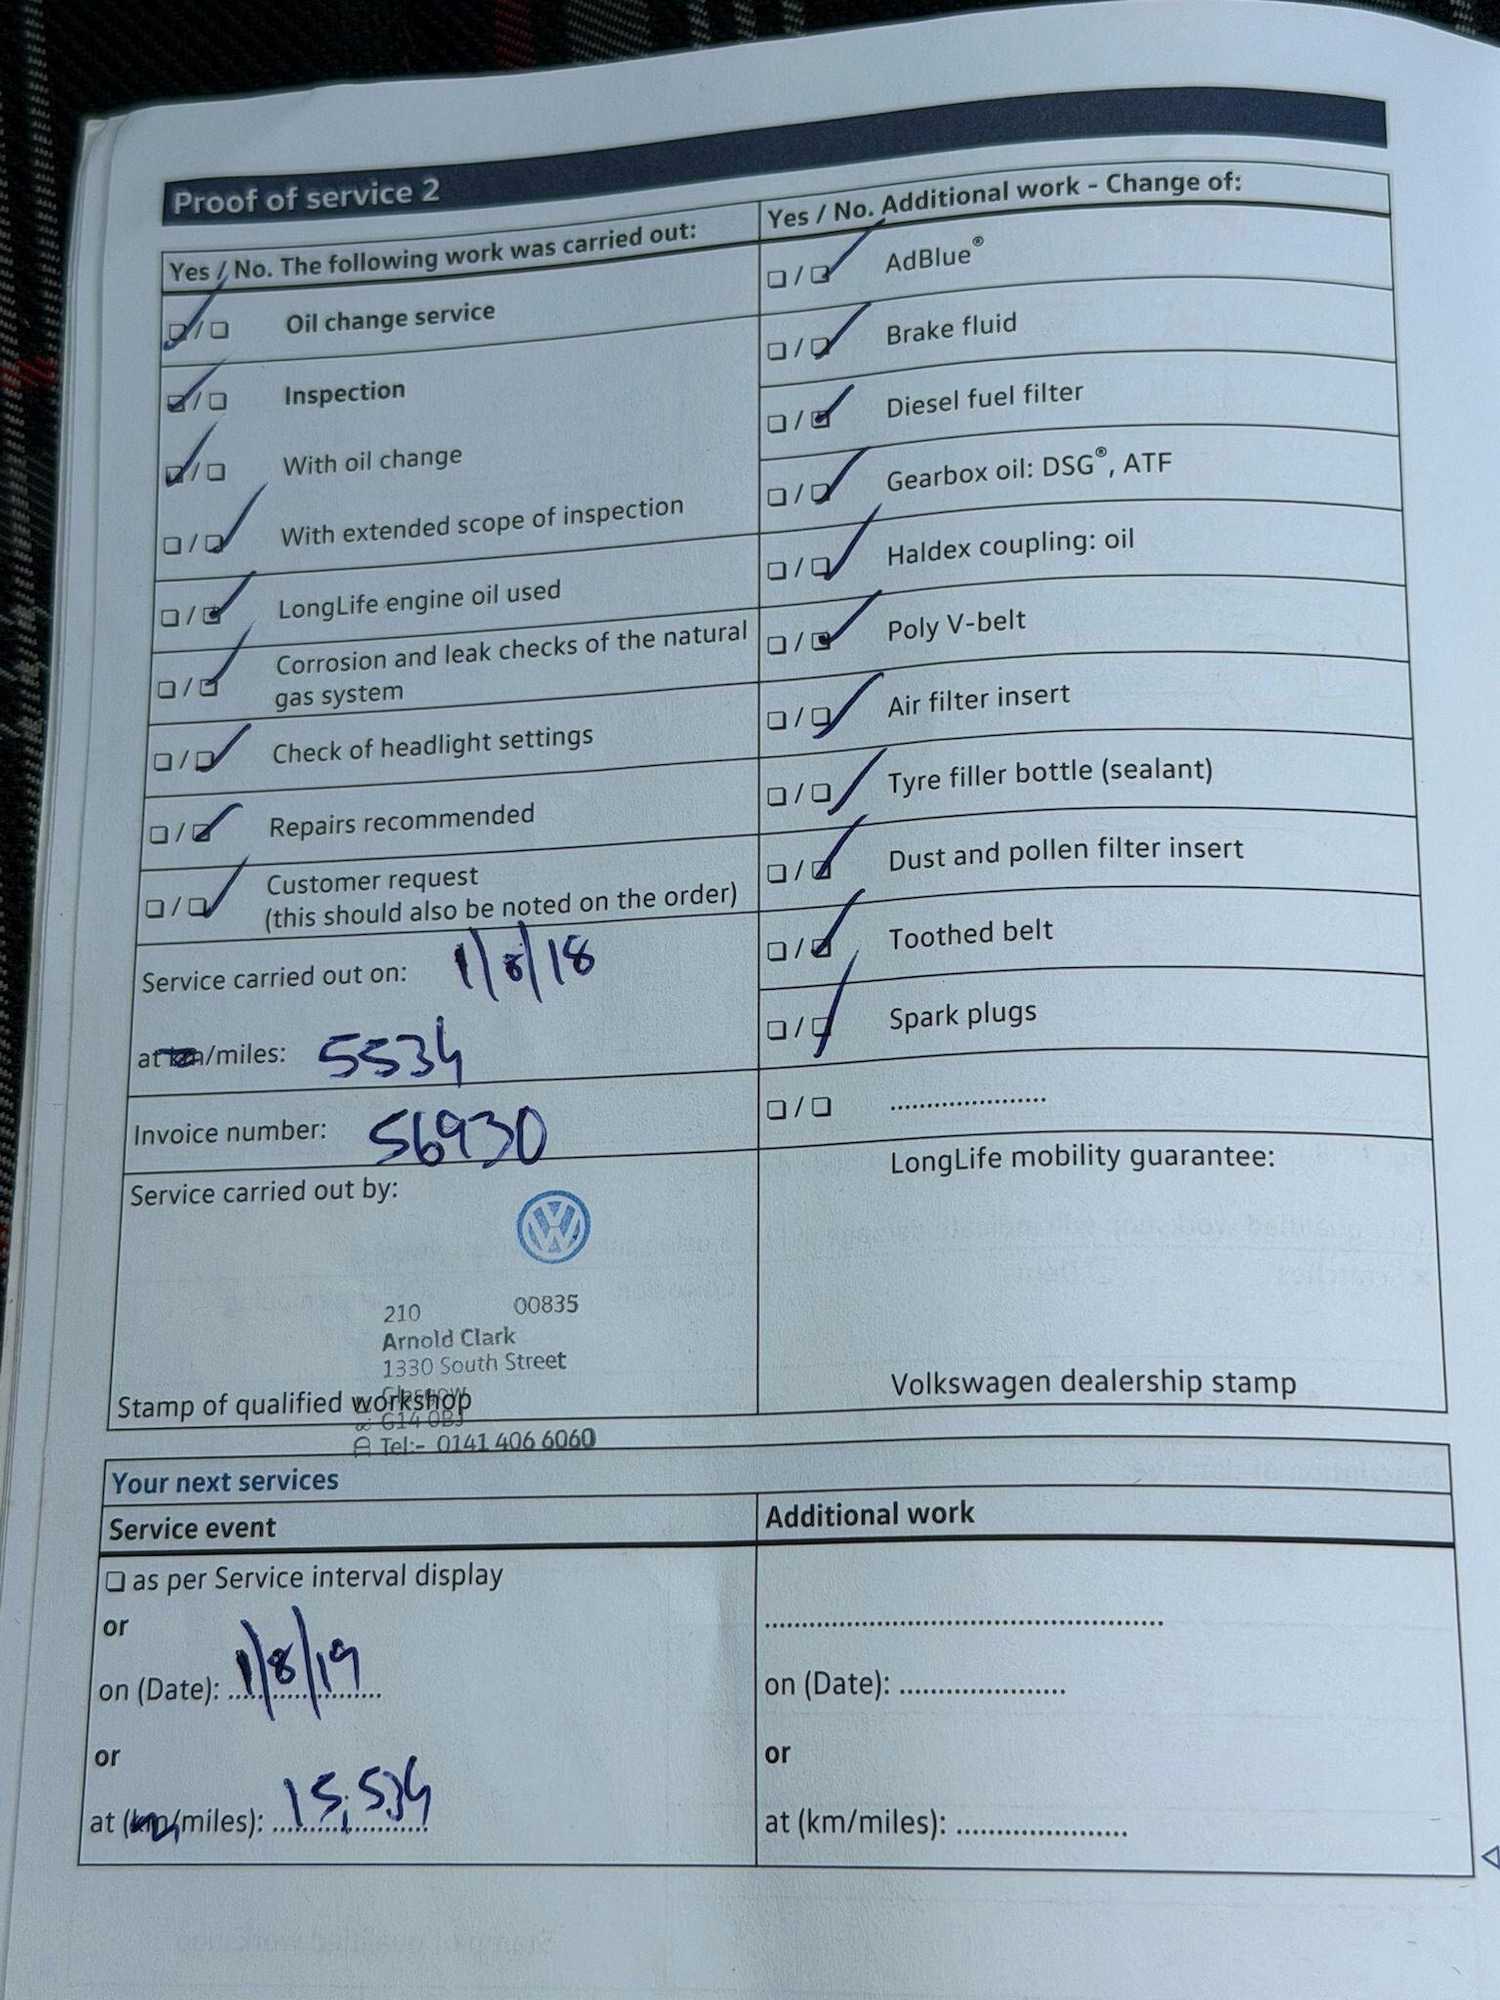 Proof of service 2
Yes / No. The following work was carried out:
Oil change service
Inspection
With oil change
With extended scope of inspection
LongLife engine oil used
Corrosion and leak checks of the natural
gas system
Check of headlight settings
Repairs recommended
Customer request
(this should also be noted on the order)
Service carried out on: 1/8/18
at km/miles: 5534
Invoice number: 56930
Service carried out by:
210 00835
Arnold Clark
1330 South Street
Glasgow
G14 0BJ
Tel:- 0141 406 6060
Stamp of qualified workshop
Yes / No. Additional work - Change of:
AdBlue®
Brake fluid
Diesel fuel filter
Gearbox oil: DSG®, ATF
Haldex coupling: oil
Poly V-belt
Air filter insert
Tyre filler bottle (sealant)
Dust and pollen filter insert
Toothed belt
Spark plugs
......................
LongLife mobility guarantee:
Volkswagen dealership stamp
Your next services
Service event
as per Service interval display
or
on (Date): 1/8/19
or
at (km/miles): 15,534
Additional work
on (Date): ......................
or
at (km/miles): ......................